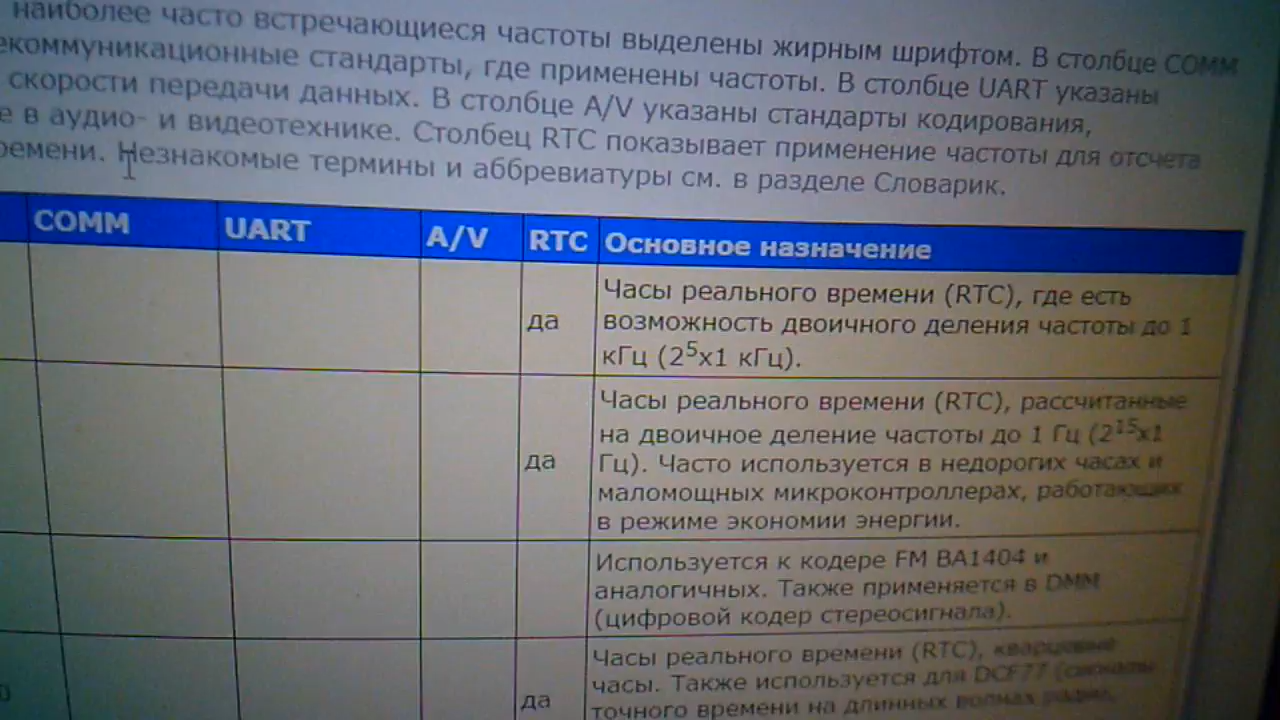 наиболее часто встречающиеся частоты выделены жирным шрифтом. В столбце COMM
екоммуникационные стандарты, где применены частоты. В столбце UART указаны
скорости передачи данных. В столбце A/V указаны стандарты кодирования,
е в аудио- и видеотехнике. Столбец RTC показывает применение частоты для отсчета
ремени. Незнакомые термины и аббревиатуры см. в разделе Словарик.
COMM UART A/V RTC Основное назначение
Часы реального времени (RTC), где есть
да возможность двоичного деления частоты до 1
кГц (2⁵x1 кГц).
Часы реального времени (RTC), рассчитанные
на двоичное деление частоты до 1 Гц (2¹⁵x1
да Гц). Часто используется в недорогих часах и
маломощных микроконтроллерах, работающих
в режиме экономии энергии.
Используется к кодере FM BA1404 и
аналогичных. Также применяется в DMM
(цифровой кодер стереосигнала).
Часы реального времени (RTC), кварцевые
часы. Также используется для DCF77 (сигналы
да точного времени на длинных волнах радио,